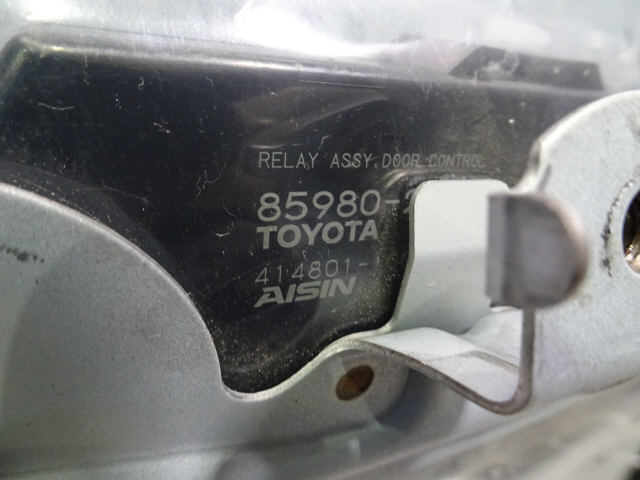 RELAY ASSY, DOOR CONTROL
85980-
TOYOTA
414801-
AISIN